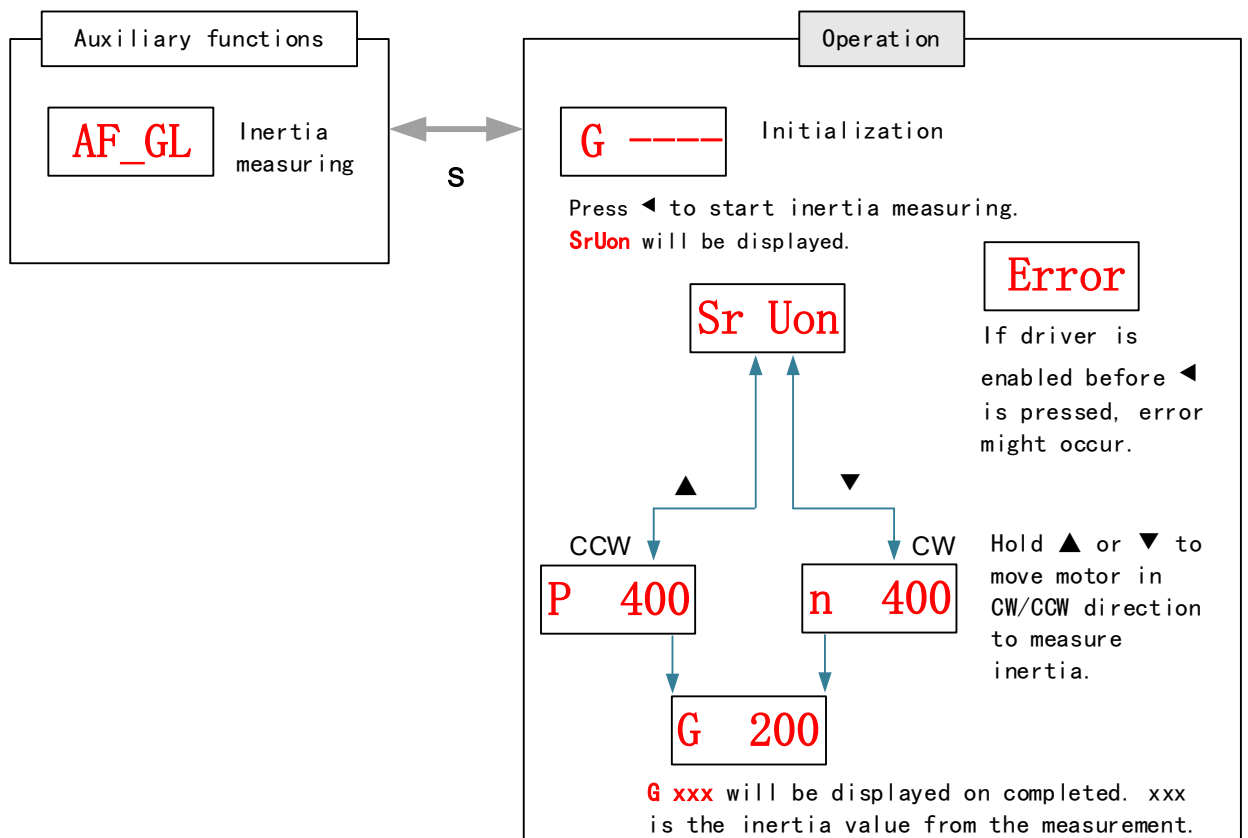 Auxiliary functions
AF_GL
Inertia
measuring
S
Operation
G ----
Initialization
Press ◀ to start inertia measuring.
SrUon will be displayed.
Error
If driver is
enabled before ◀
is pressed, error
might occur.
Sr Uon
▲
▼
CCW
CW
P 400
n 400
Hold ▲ or ▼ to
move motor in
CW/CCW direction
to measure
inertia.
G 200
G xxx will be displayed on completed. xxx
is the inertia value from the measurement.